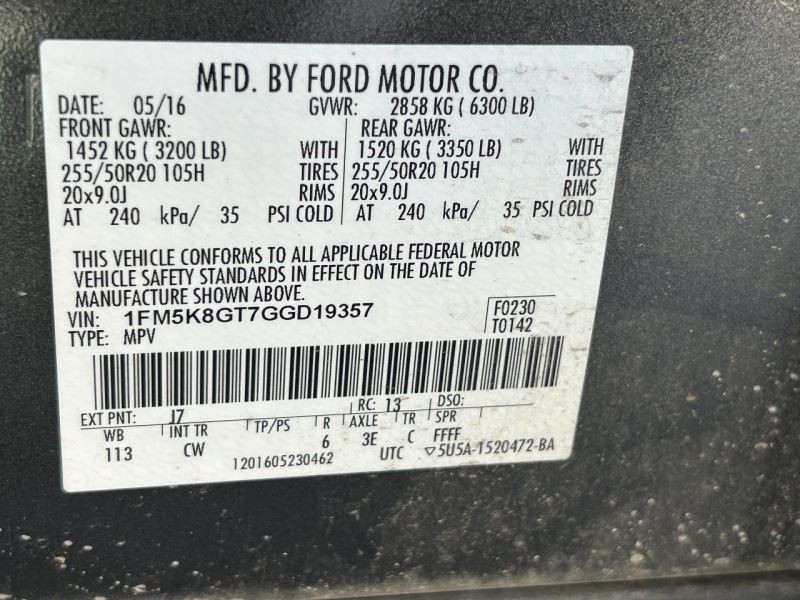 MFD. BY FORD MOTOR CO.
DATE: 05/16 GVWR: 2858 KG ( 6300 LB)
FRONT GAWR: REAR GAWR:
1452 KG ( 3200 LB) WITH 1520 KG ( 3350 LB) WITH
255/50R20 105H TIRES 255/50R20 105H TIRES
20x9.0J RIMS 20x9.0J RIMS
AT 240 kPa/ 35 PSI COLD AT 240 kPa/ 35 PSI COLD
THIS VEHICLE CONFORMS TO ALL APPLICABLE FEDERAL MOTOR
VEHICLE SAFETY STANDARDS IN EFFECT ON THE DATE OF
MANUFACTURE SHOWN ABOVE.
VIN: 1FM5K8GT7GGD19357 F0230
TYPE: MPV T0142
EXT PNT: J7 RC: 13 DSO:
WB INT TR TP/PS R AXLE TR SPR
113 CW 6 3E C FFFF
1201605230462 UTC ▽5U5A-1520472-BA